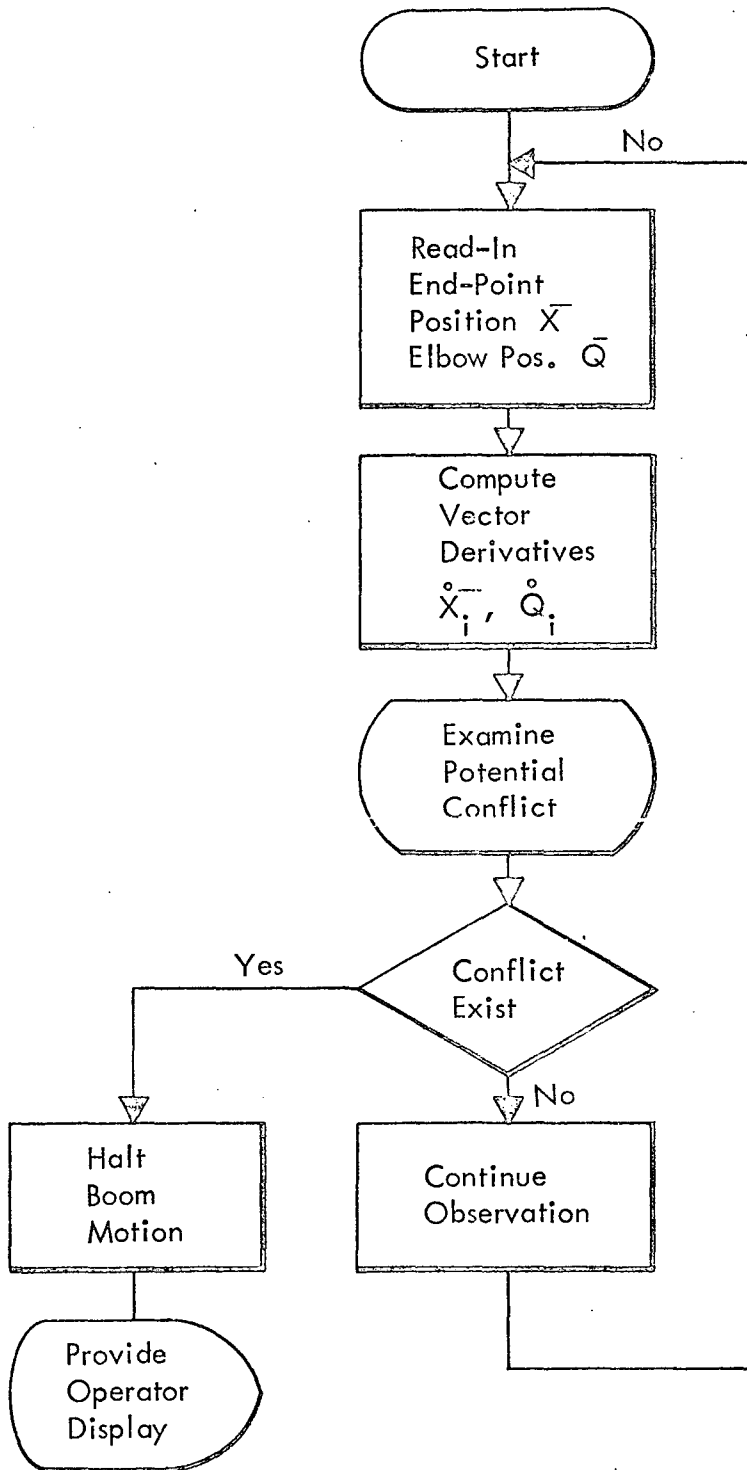 Start
No
Read-In
End-Point
Position X̄
Elbow Pos. Q̄
Compute
Vector
Derivatives
X̊̄ᵢ, Q̊ᵢ
Examine
Potential
Conflict
Yes
Conflict
Exist
No
Halt
Boom
Motion
Continue
Observation
Provide
Operator
Display